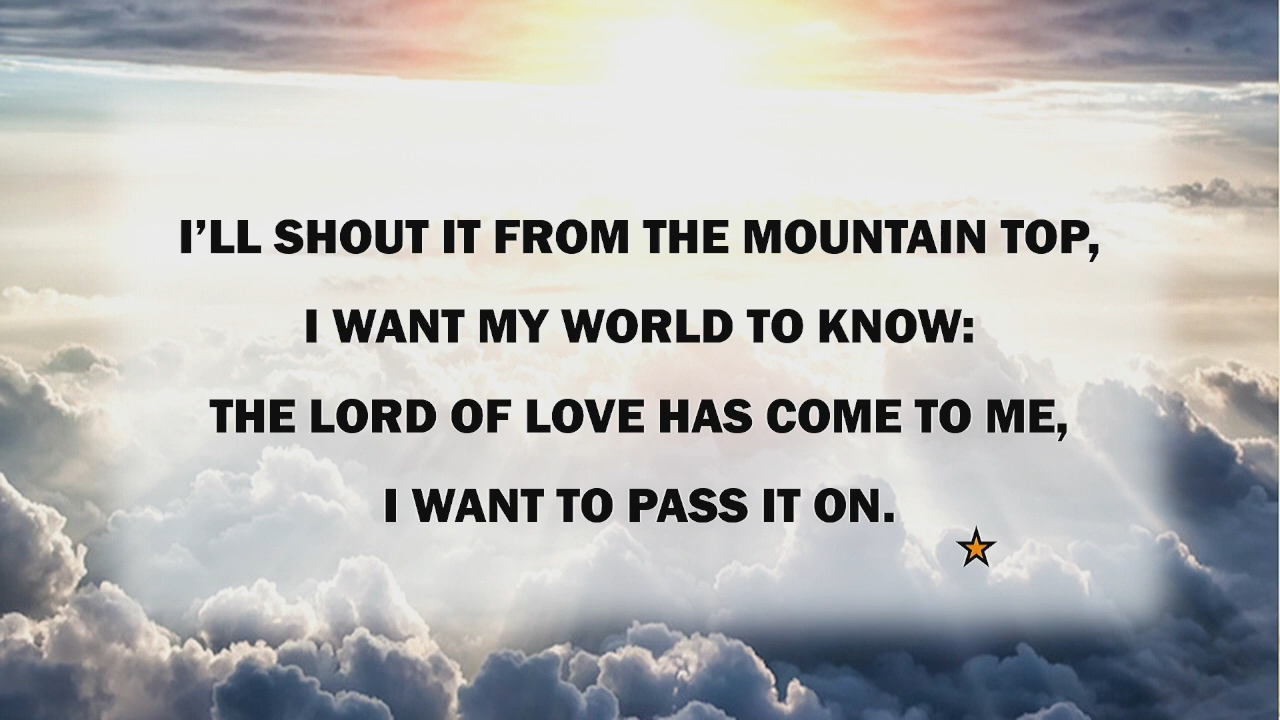 I’LL SHOUT IT FROM THE MOUNTAIN TOP,
I WANT MY WORLD TO KNOW:
THE LORD OF LOVE HAS COME TO ME,
I WANT TO PASS IT ON.